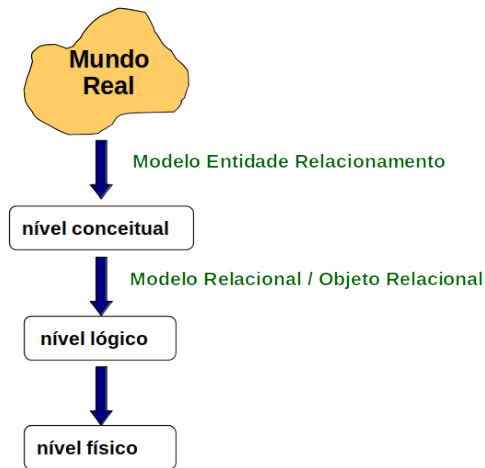 Mundo
Real
Modelo Entidade Relacionamento
nível conceitual
Modelo Relacional / Objeto Relacional
nível lógico
nível físico